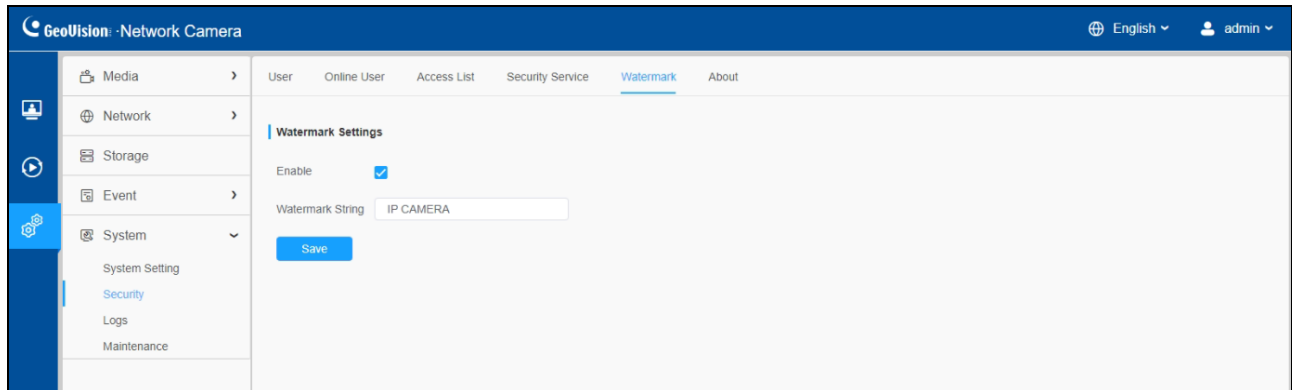 GeoVision: -Network Camera
English
admin
Media
Network
Storage
Event
System
System Setting
Security
Logs
Maintenance
User Online User Access List Security Service Watermark About
Watermark Settings
Enable
Watermark String IP CAMERA
Save